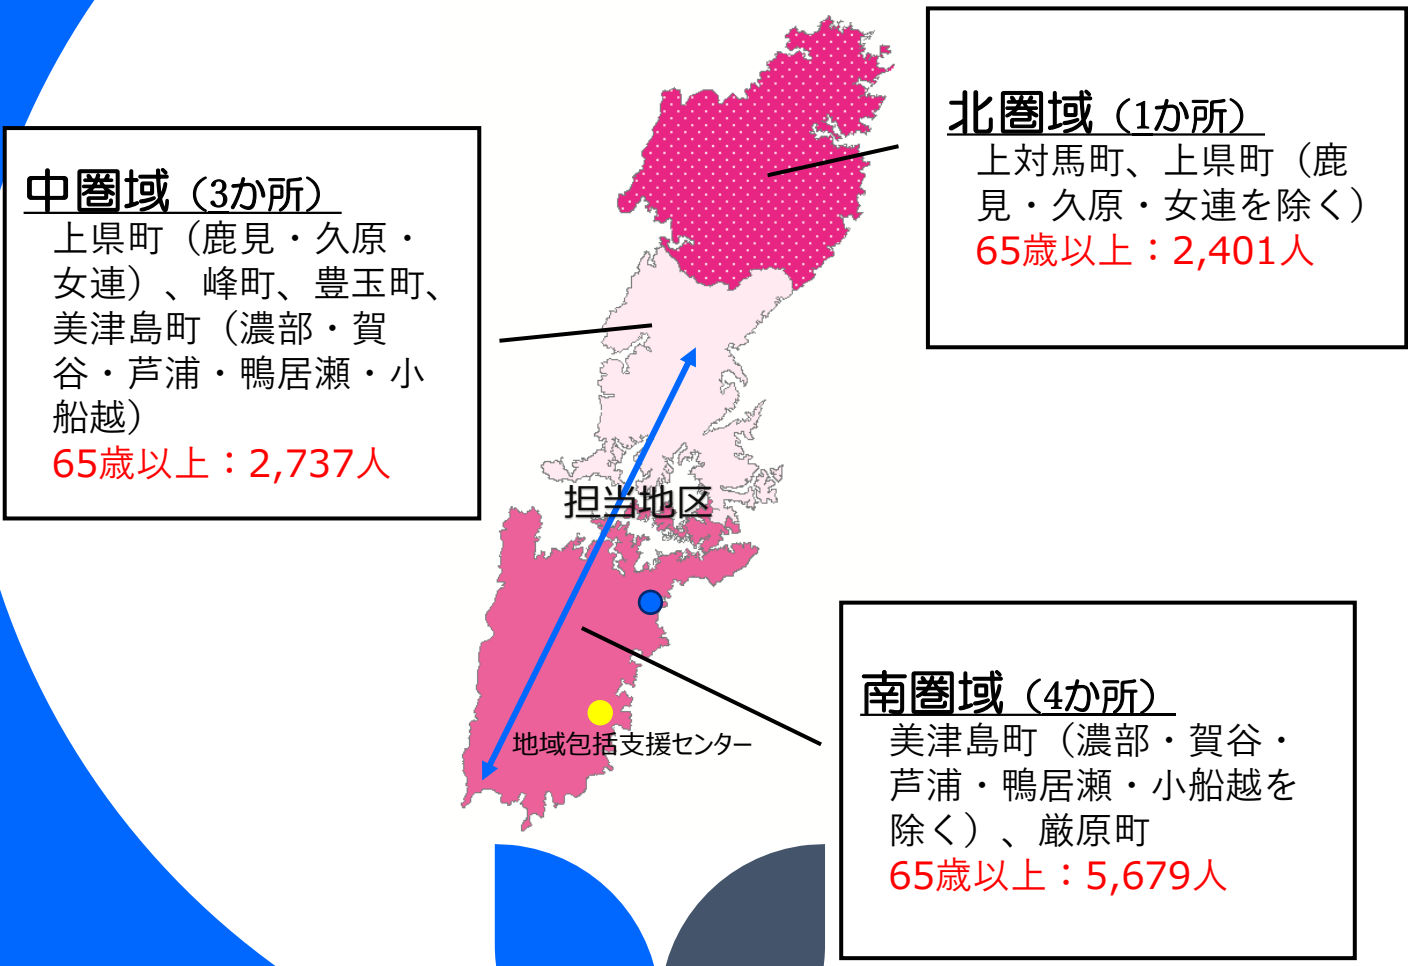 北圏域（1か所）
上対馬町、上県町（鹿
見・久原・女連を除く）
65歳以上：2,401人
中圏域（3か所）
上県町（鹿見・久原・
女連）、峰町、豊玉町、
美津島町（濃部・賀
谷・芦浦・鴨居瀬・小
船越）
65歳以上：2,737人
担当地区
地域包括支援センター
南圏域（4か所）
美津島町（濃部・賀谷・
芦浦・鴨居瀬・小船越を
除く）、厳原町
65歳以上：5,679人